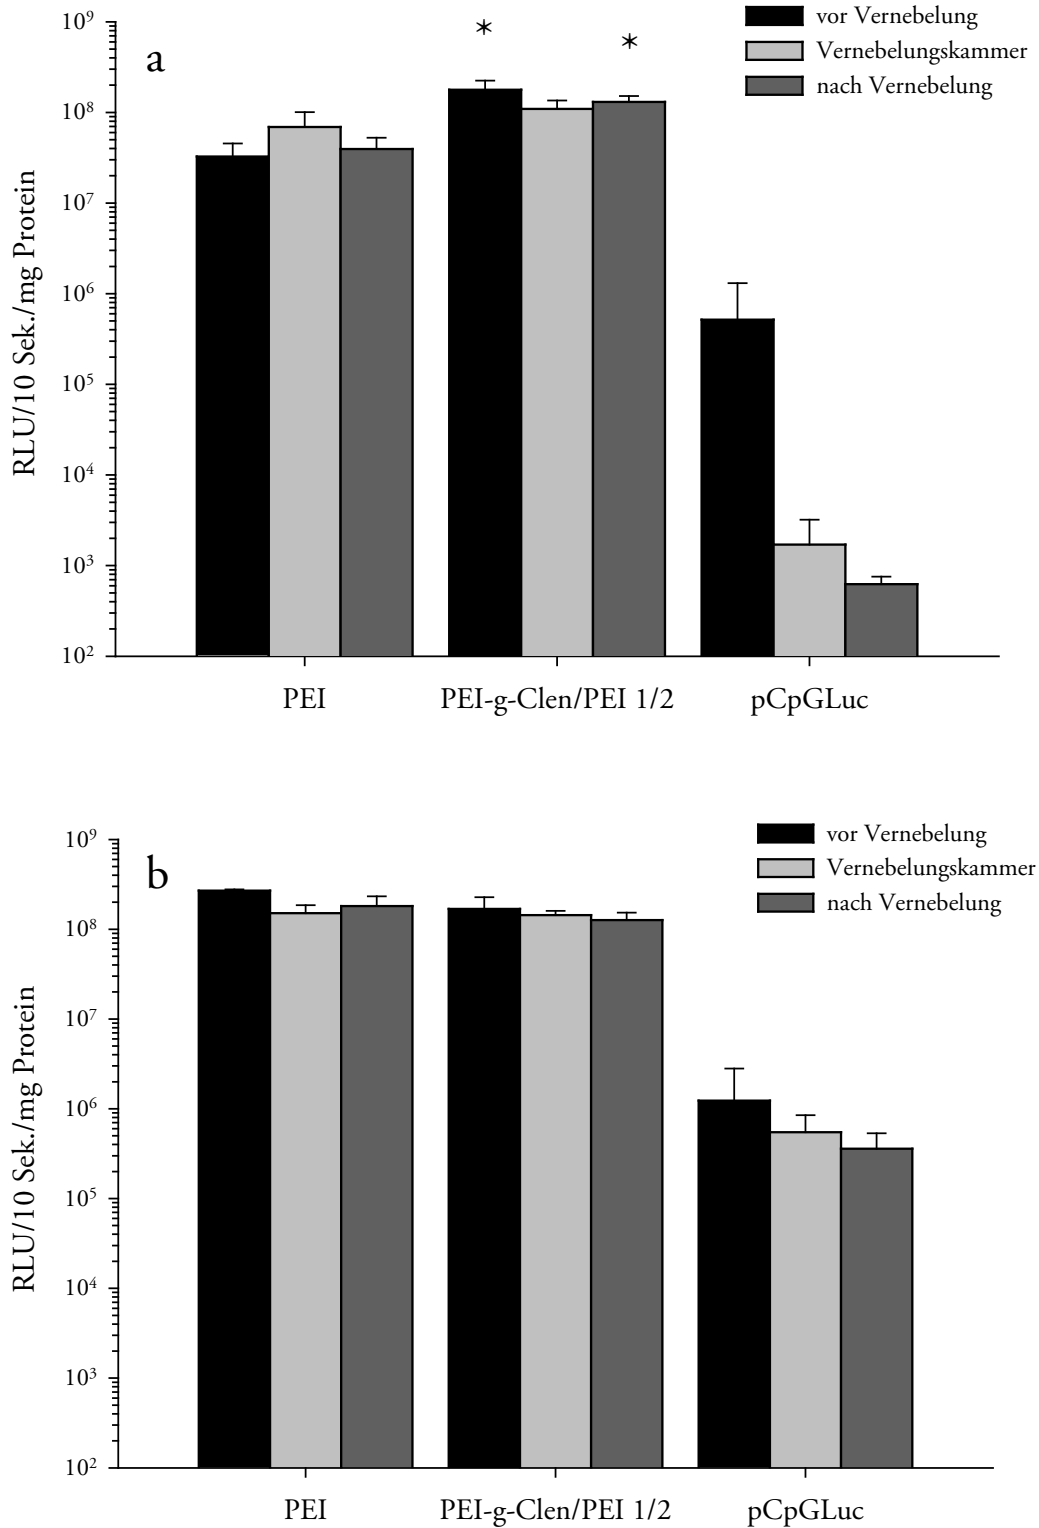 a
* *
vor Vernebelung
Vernebelungskammer
nach Vernebelung
RLU/10 Sek./mg Protein
10⁹
10⁸
10⁷
10⁶
10⁵
10⁴
10³
10²
PEI PEI-g-Clen/PEI 1/2 pCpGLuc
b
vor Vernebelung
Vernebelungskammer
nach Vernebelung
RLU/10 Sek./mg Protein
10⁹
10⁸
10⁷
10⁶
10⁵
10⁴
10³
10²
PEI PEI-g-Clen/PEI 1/2 pCpGLuc